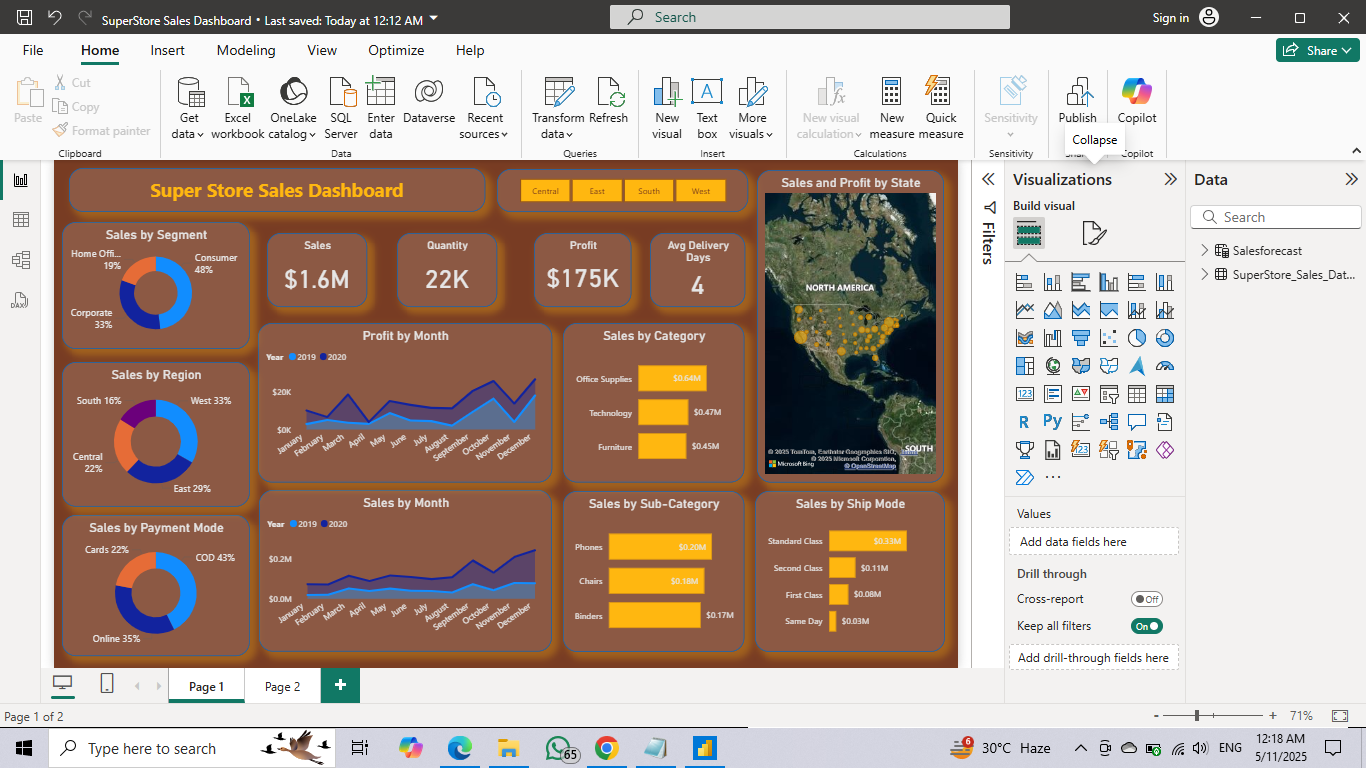 SuperStore Sales Dashboard • Last saved: Today at 12:12 AM
Search
Sign in
File
Home
Insert
Modeling
View
Optimize
Help
Share
Paste
Cut
Copy
Format painter
Clipboard
Get data
Excel workbook
OneLake catalog
SQL Server
Enter data
Dataverse
Recent sources
Data
Transform data
Refresh
Queries
New visual
Text box
More visuals
Insert
New visual calculation
New measure
Quick measure
Calculations
Sensitivity
Sensitivity
Publish
Collapse
Copilot
Copilot
Super Store Sales Dashboard
Central
East
South
West
Sales by Segment
Home Offi... 19%
Consumer 48%
Corporate 33%
Sales
$1.6M
Quantity
22K
Profit
$175K
Avg Delivery Days
4
Sales and Profit by State
NORTH AMERICA
SOUTH
© 2025 TomTom, Earthstar Geographics SIO,
© 2025 Microsoft Corporation,
© OpenStreetMap
Microsoft Bing
Sales by Region
South 16%
West 33%
Central 22%
East 29%
Profit by Month
Year 2019 2020
$20K
$0K
January
February
March
April
May
June
July
August
September
October
November
December
Sales by Category
Office Supplies
$0.64M
Technology
$0.47M
Furniture
$0.45M
Sales by Payment Mode
Cards 22%
COD 43%
Online 35%
Sales by Month
Year 2019 2020
$0.2M
$0.0M
January
February
March
April
May
June
July
August
September
October
November
December
Sales by Sub-Category
Phones
$0.20M
Chairs
$0.18M
Binders
$0.17M
Sales by Ship Mode
Standard Class
$0.33M
Second Class
$0.11M
First Class
$0.08M
Same Day
$0.03M
Filters
Visualizations
Build visual
123
R
Py
123
Values
Add data fields here
Drill through
Cross-report
Off
Keep all filters
On
Add drill-through fields here
Data
Search
Salesforecast
SuperStore_Sales_Dat...
DAX
Page 1
Page 2
Page 1 of 2
71%
Type here to search
65
6
30°C Haze
ENG
12:18 AM
5/11/2025